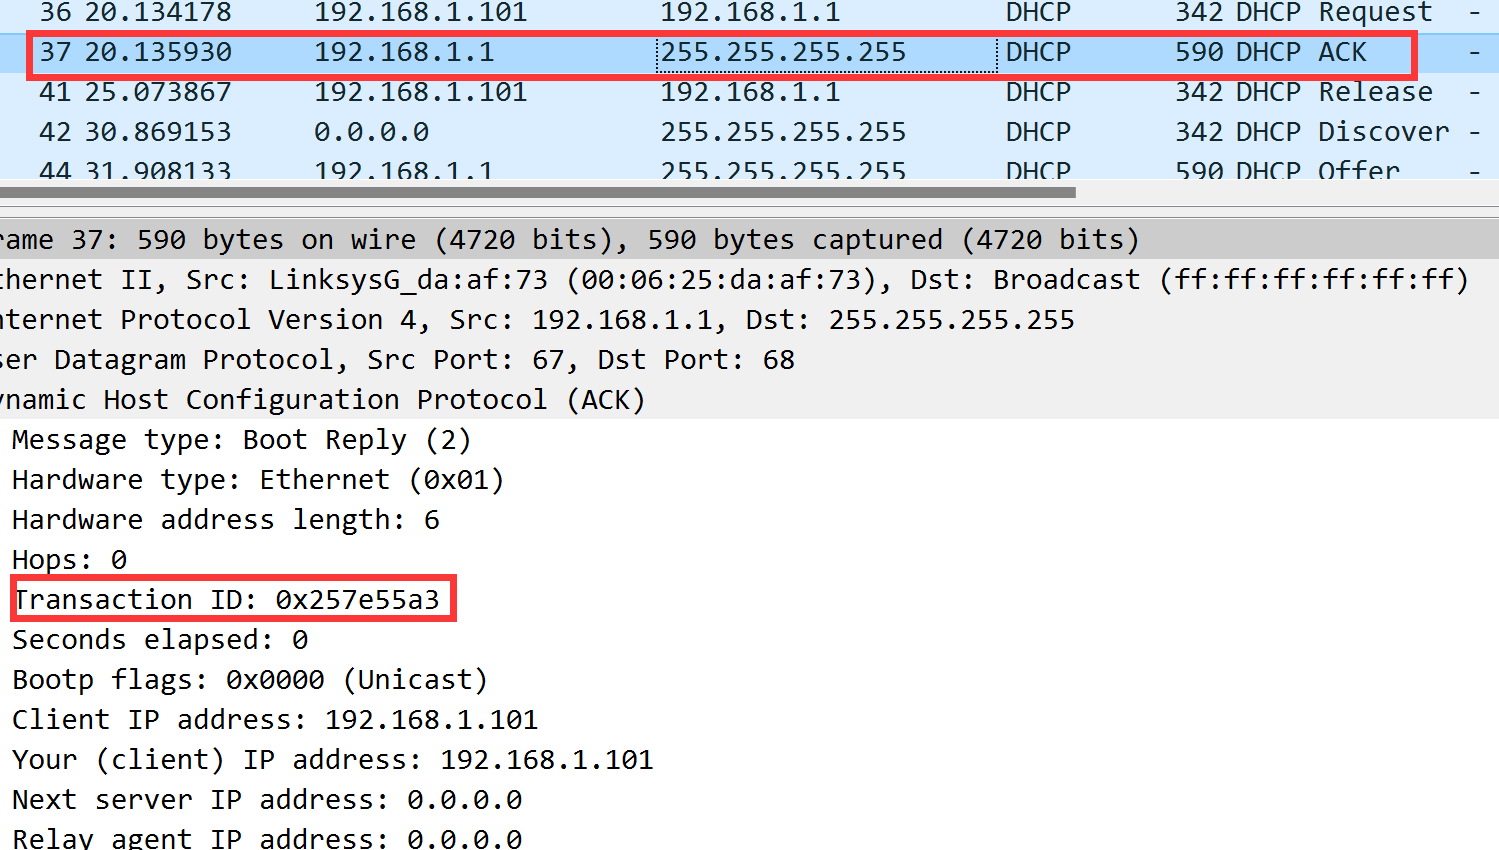 36 20.134178 192.168.1.101 192.168.1.1 DHCP 342 DHCP Request -
37 20.135930 192.168.1.1 255.255.255.255 DHCP 590 DHCP ACK -
41 25.073867 192.168.1.101 192.168.1.1 DHCP 342 DHCP Release -
42 30.869153 0.0.0.0 255.255.255.255 DHCP 342 DHCP Discover -
44 31.908133 192.168.1.1 255.255.255.255 DHCP 590 DHCP Offer -
rame 37: 590 bytes on wire (4720 bits), 590 bytes captured (4720 bits)
thernet II, Src: LinksysG_da:af:73 (00:06:25:da:af:73), Dst: Broadcast (ff:ff:ff:ff:ff:ff)
nternet Protocol Version 4, Src: 192.168.1.1, Dst: 255.255.255.255
ser Datagram Protocol, Src Port: 67, Dst Port: 68
ynamic Host Configuration Protocol (ACK)
Message type: Boot Reply (2)
Hardware type: Ethernet (0x01)
Hardware address length: 6
Hops: 0
Transaction ID: 0x257e55a3
Seconds elapsed: 0
Bootp flags: 0x0000 (Unicast)
Client IP address: 192.168.1.101
Your (client) IP address: 192.168.1.101
Next server IP address: 0.0.0.0
Relay agent IP address: 0.0.0.0